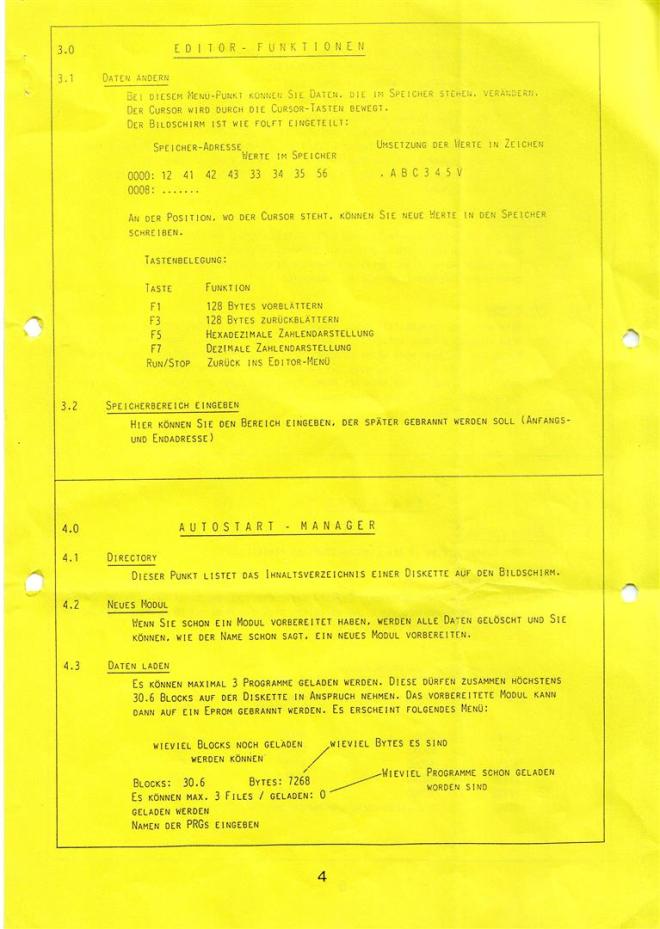 3.0 EDITOR - FUNKTIONEN
3.1 DATEN ÄNDERN
BEI DIESEM MENÜ-PUNKT KÖNNEN SIE DATEN, DIE IM SPEICHER STEHEN, VERÄNDERN.
DER CURSOR WIRD DURCH DIE CURSOR-TASTEN BEWEGT.
DER BILDSCHIRM IST WIE FOLFT EINGETEILT:
SPEICHER-ADRESSE UMSETZUNG DER WERTE IN ZEICHEN
WERTE IM SPEICHER
0000: 12 41 42 43 33 34 35 56 . A B C 3 4 5 V
0008: .......
AN DER POSITION, WO DER CURSOR STEHT, KÖNNEN SIE NEUE WERTE IN DEN SPEICHER
SCHREIBEN.
TASTENBELEGUNG:
TASTE FUNKTION
F1 128 BYTES VORBLÄTTERN
F3 128 BYTES ZURÜCKBLÄTTERN
F5 HEXADEZIMALE ZAHLENDARSTELLUNG
F7 DEZIMALE ZAHLENDARSTELLUNG
RUN/STOP ZURÜCK INS EDITOR-MENÜ
3.2 SPEICHERBEREICH EINGEBEN
HIER KÖNNEN SIE DEN BEREICH EINGEBEN, DER SPÄTER GEBRANNT WERDEN SOLL (ANFANGS-
UND ENDADRESSE)
4.0 AUTOSTART - MANAGER
4.1 DIRECTORY
DIESER PUNKT LISTET DAS IHNALTSVERZEICHNIS EINER DISKETTE AUF DEN BILDSCHIRM.
4.2 NEUES MODUL
WENN SIE SCHON EIN MODUL VORBEREITET HABEN, WERDEN ALLE DATEN GELÖSCHT UND SIE
KÖNNEN, WIE DER NAME SCHON SAGT, EIN NEUES MODUL VORBEREITEN.
4.3 DATEN LADEN
ES KÖNNEN MAXIMAL 3 PROGRAMME GELADEN WERDEN. DIESE DÜRFEN ZUSAMMEN HÖCHSTENS
30.6 BLOCKS AUF DER DISKETTE IN ANSPRUCH NEHMEN. DAS VORBEREITETE MODUL KANN
DANN AUF EIN EPROM GEBRANNT WERDEN. ES ERSCHEINT FOLGENDES MENÜ:
WIEVIEL BLOCKS NOCH GELADEN WIEVIEL BYTES ES SIND
WERDEN KÖNNEN
WIEVIEL PROGRAMME SCHON GELADEN
BLOCKS: 30.6 BYTES: 7268
WORDEN SIND
ES KÖNNEN MAX. 3 FILES / GELADEN: 0
GELADEN WERDEN
NAMEN DER PRGS EINGEBEN
4